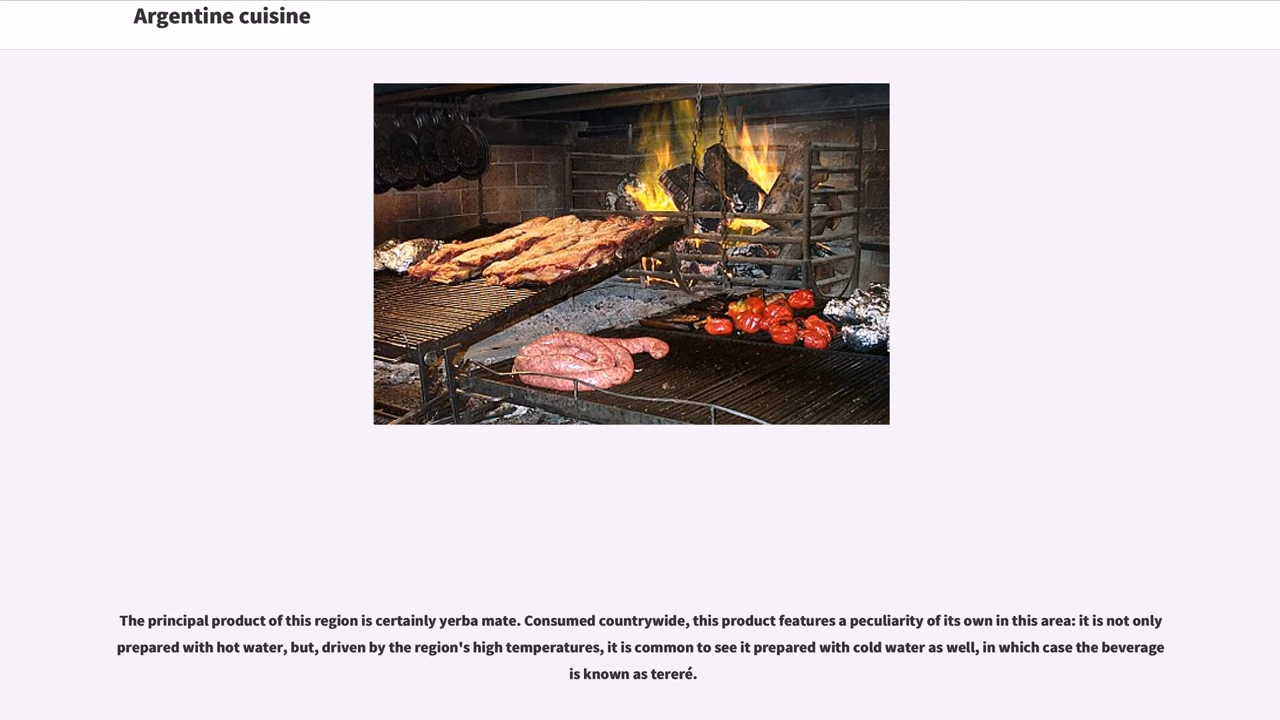 Argentine cuisine
The principal product of this region is certainly yerba mate. Consumed countrywide, this product features a peculiarity of its own in this area: it is not only
prepared with hot water, but, driven by the region's high temperatures, it is common to see it prepared with cold water as well, in which case the beverage
is known as tereré.